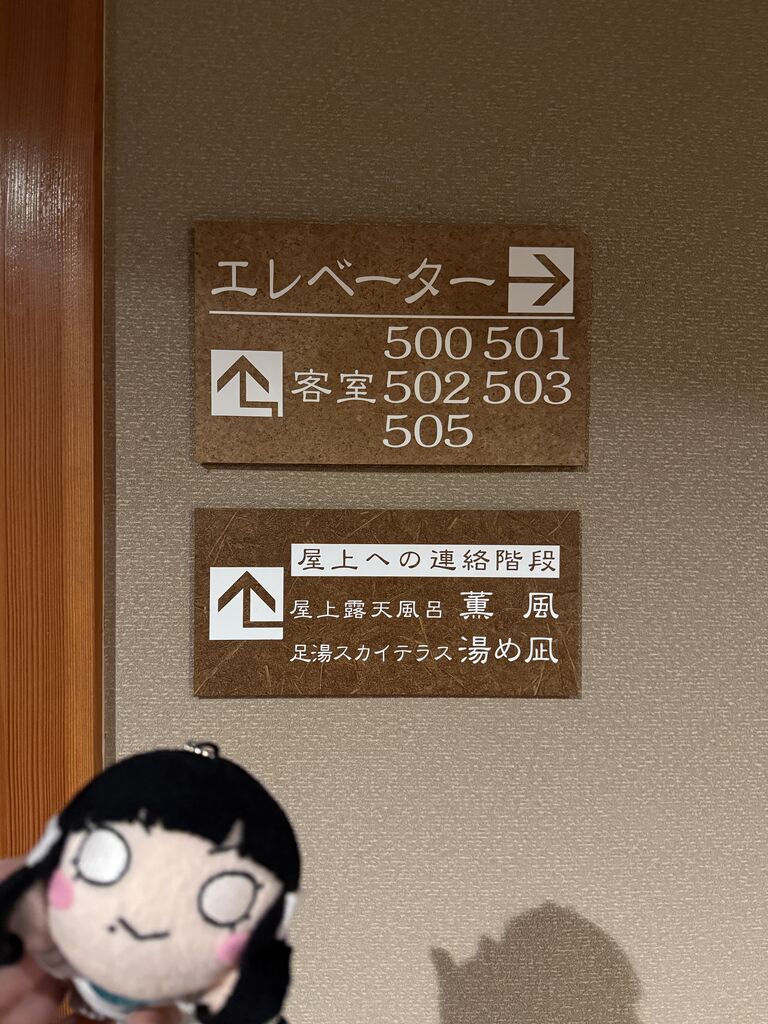 エレベーター
500 501
客室 502 503
505
屋上への連絡階段
屋上露天風呂 薫風
足湯スカイテラス 湯め凪